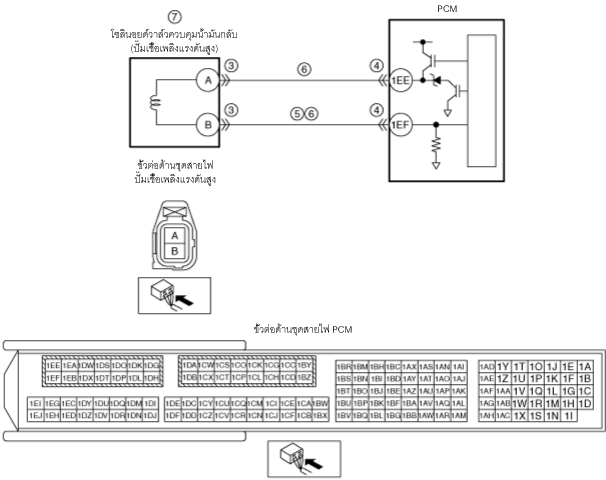 ⑦
โซลินอยด์วาล์วควบคุมน้ำมันกลับ
(ปั๊มเชื้อเพลิงแรงดันสูง)
PCM
A ③ ⑥ ④ 1EE
B ③ ⑤⑥ ④ 1EF
ขั้วต่อด้านชุดสายไฟ
ปั๊มเชื้อเพลิงแรงดันสูง
A
B
ขั้วต่อด้านชุดสายไฟ PCM
1EE 1EA 1DW 1DS 1DO 1DK 1DG 1DA 1CW 1CS 1CO 1CK 1CG 1CC 1BY 1BR 1BM 1BH 1BC 1AX 1AS 1AN 1AI 1AD 1Y 1T 1O 1J 1E 1A
1EF 1EB 1DX 1DT 1DP 1DL 1DH 1DB 1CX 1CT 1CP 1CL 1CH 1CD 1BZ 1BS 1BN 1BI 1BD 1AY 1AT 1AO 1AJ 1AE 1Z 1U 1P 1K 1F 1B
1BT 1BO 1BJ 1BE 1AZ 1AU 1AP 1AK 1AF 1AA 1V 1Q 1L 1G 1C
1EI 1EG 1EC 1DY 1DU 1DQ 1DM 1DI 1DE 1DC 1CY 1CU 1CQ 1CM 1CI 1CE 1CA 1BW 1BU 1BP 1BK 1BF 1BA 1AV 1AQ 1AL 1AG 1AB 1W 1R 1M 1H 1D
1EJ 1EH 1ED 1DZ 1DV 1DR 1DN 1DJ 1DF 1DD 1CZ 1CV 1CR 1CN 1CJ 1CF 1CB 1BX 1BV 1BQ 1BL 1BG 1BB 1AW 1AR 1AM 1AH 1AC 1X 1S 1N 1I